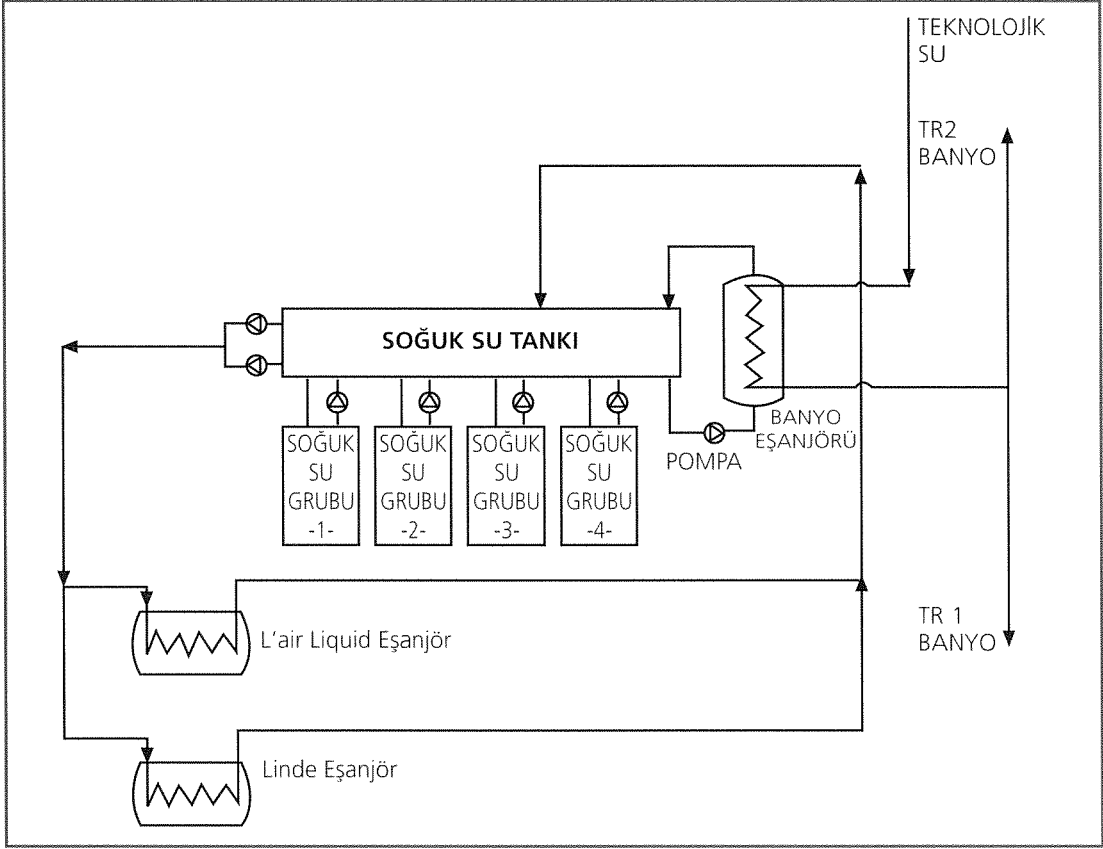 TEKNOLOJİK
SU
TR2
BANYO
SOĞUK SU TANKI
BANYO
EŞANJÖRÜ
POMPA
SOĞUK
SU
GRUBU
-1-
SOĞUK
SU
GRUBU
-2-
SOĞUK
SU
GRUBU
-3-
SOĞUK
SU
GRUBU
-4-
TR 1
BANYO
L'air Liquid Eşanjör
Linde Eşanjör